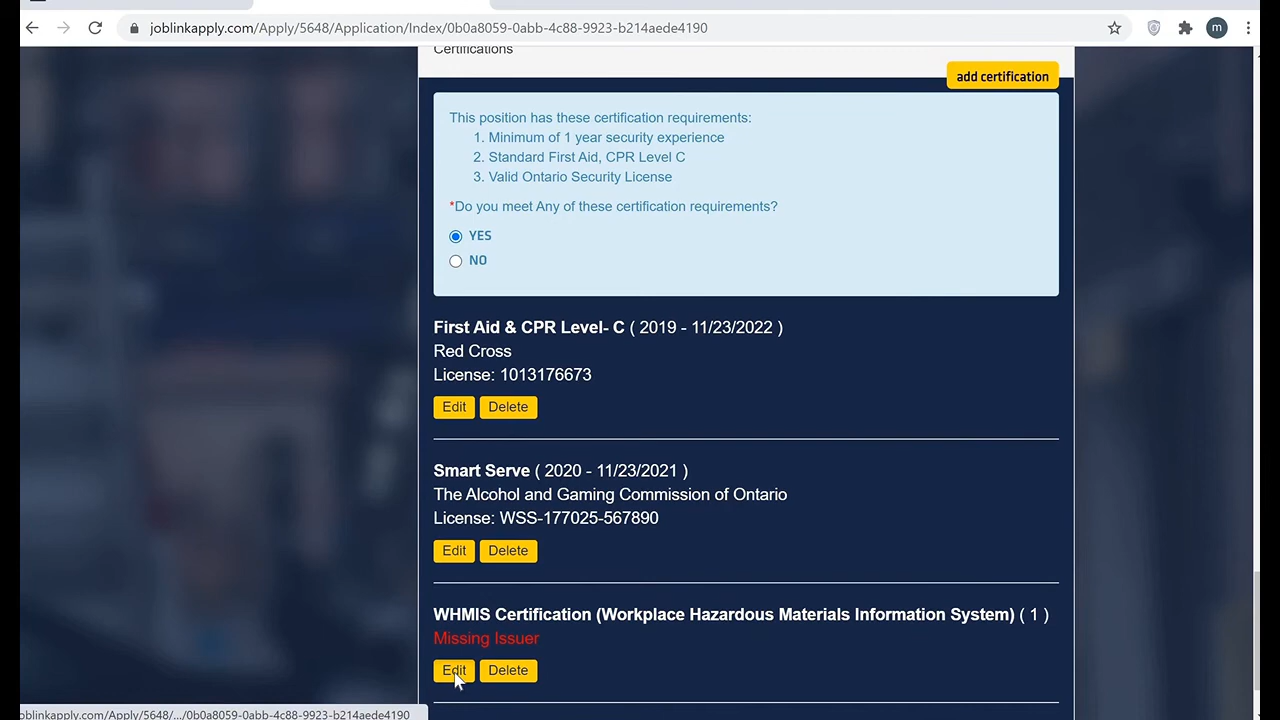 joblinkapply.com/Apply/5648/Application/Index/0b0a8059-0abb-4c88-9923-b214aede4190
m
Certifications
add certification
This position has these certification requirements:
1. Minimum of 1 year security experience
2. Standard First Aid, CPR Level C
3. Valid Ontario Security License
*Do you meet Any of these certification requirements?
YES
NO
First Aid & CPR Level- C ( 2019 - 11/23/2022 )
Red Cross
License: 1013176673
Edit Delete
Smart Serve ( 2020 - 11/23/2021 )
The Alcohol and Gaming Commission of Ontario
License: WSS-177025-567890
Edit Delete
WHMIS Certification (Workplace Hazardous Materials Information System) ( 1 )
Missing Issuer
Edit Delete
oblinkapply.com/Apply/5648/.../0b0a8059-0abb-4c88-9923-b214aede4190